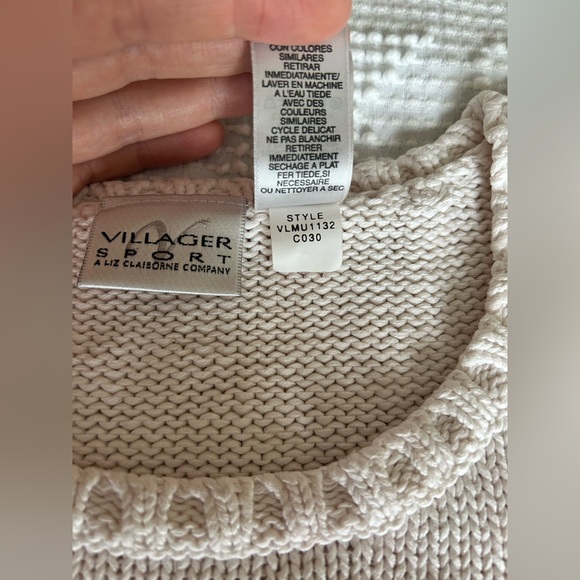 CON COLORES
SIMILARES
RETIRAR
INMEDIATAMENTE/
LAVER EN MACHINE
A L'EAU TIEDE
AVEC DES
COULEURS
SIMILAIRES
CYCLE DELICAT
NE PAS BLANCHIR
RETIRER
IMMEDIATEMENT
SECHAGE A PLAT
FER TIEDE,SI
NECESSAIRE
OU NETTOYER A SEC
STYLE
VLMU1132
C030
VILLAGER
SPORT
A LIZ CLAIBORNE COMPANY